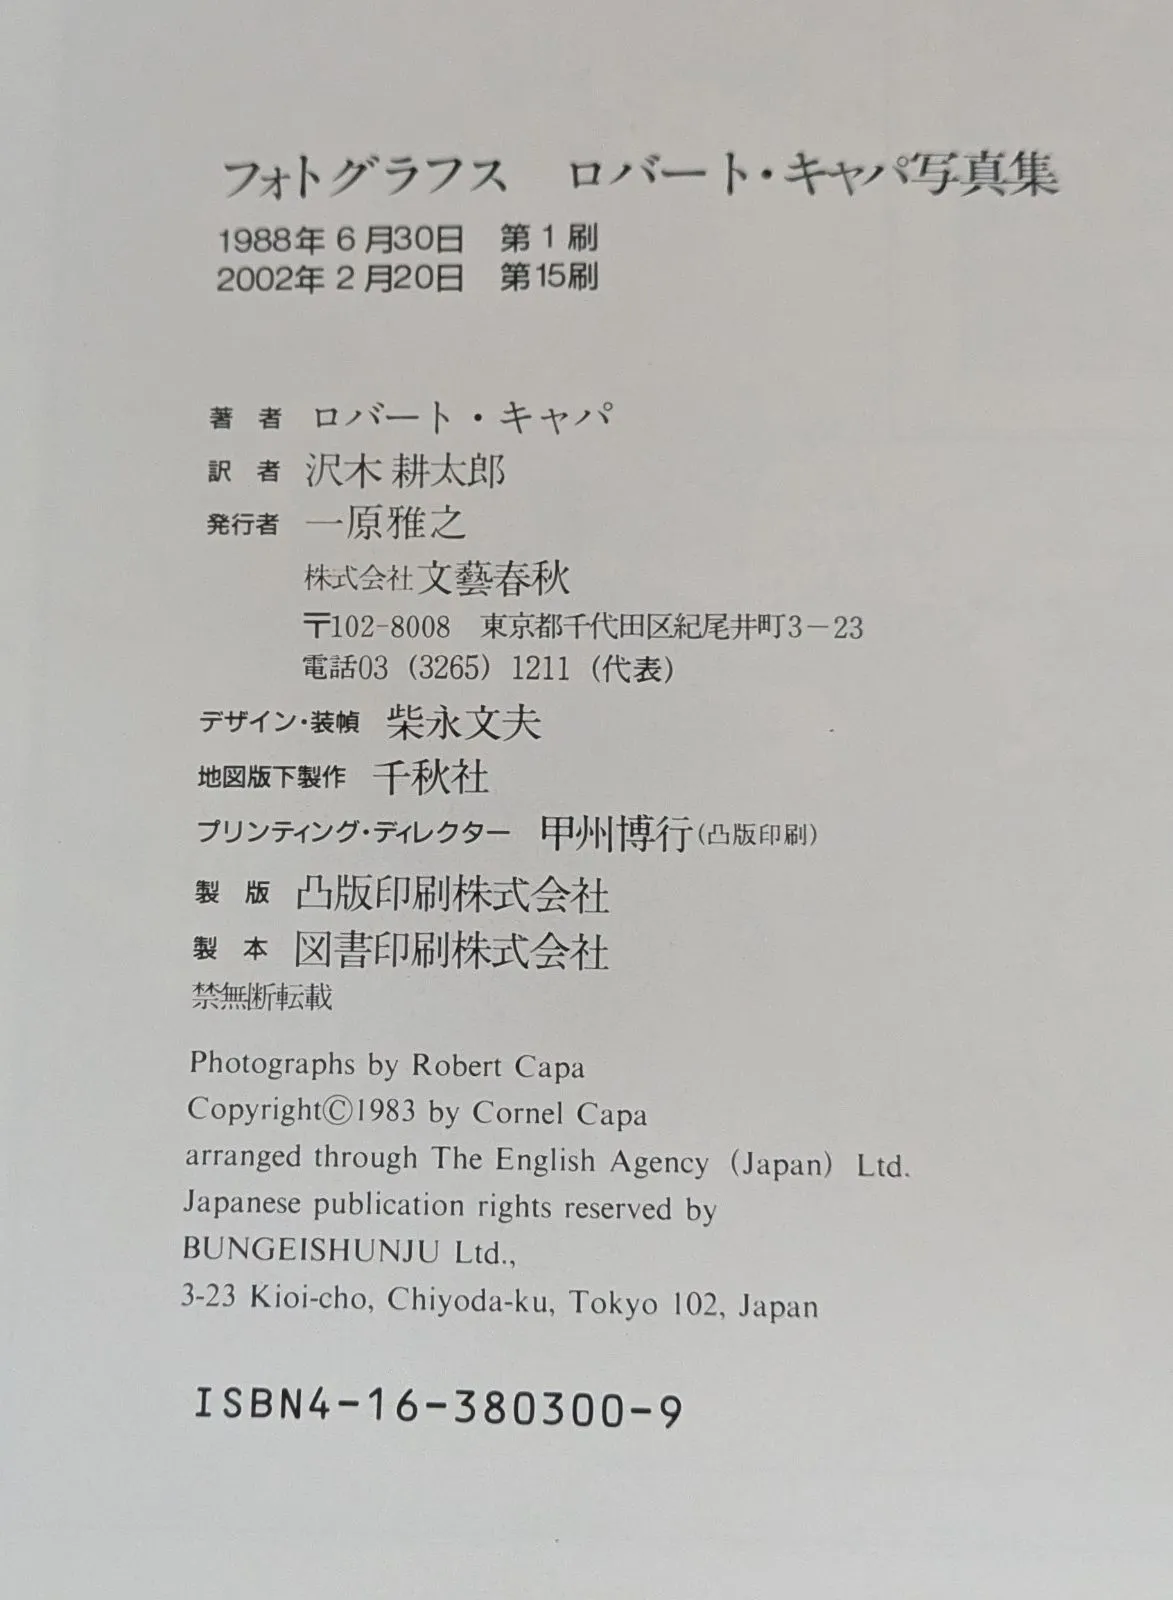 フォトグラフス　ロバート・キャパ写真集
1988年6月30日　第1刷
2002年2月20日　第15刷
著　者　ロバート・キャパ
訳　者　沢木耕太郎
発行者　一原雅之
株式会社文藝春秋
〒102-8008　東京都千代田区紀尾井町3－23
電話03 (3265) 1211 (代表)
デザイン・装幀　柴永文夫
地図版下製作　千秋社
プリンティング・ディレクター　甲州博行(凸版印刷)
製　版　凸版印刷株式会社
製　本　図書印刷株式会社
禁無断転載
Photographs by Robert Capa
Copyright©1983 by Cornel Capa
arranged through The English Agency (Japan) Ltd.
Japanese publication rights reserved by
BUNGEISHUNJU Ltd.,
3-23 Kioi-cho, Chiyoda-ku, Tokyo 102, Japan
ISBN4-16-380300-9